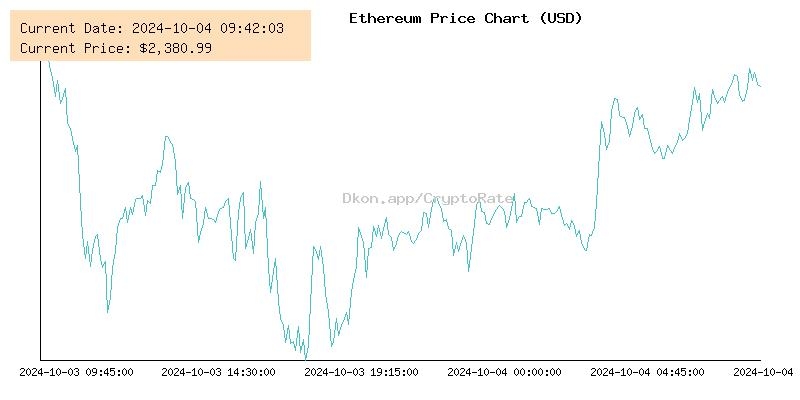 Ethereum Price Chart (USD)
Current Date: 2024-10-04 09:42:03
Current Price: $2,380.99
Dkon.app/CryptoRate
2024-10-03 09:45:00 2024-10-03 14:30:00 2024-10-03 19:15:00 2024-10-04 00:00:00 2024-10-04 04:45:00 2024-10-04